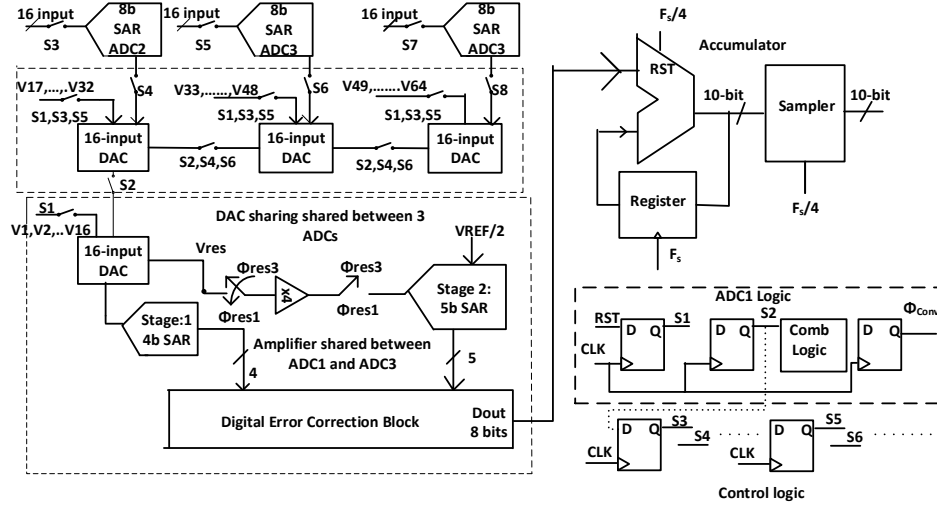 16 input
S3
8b
SAR
ADC2
16 input
S5
8b
SAR
ADC3
16 input
S7
8b
SAR
ADC3
S4
S6
S8
V17,...,.V32
S1,S3,S5
V33,......,V48
S1,S3,S5
V49,.......V64
S1,S3,S5
16-input
DAC
S2,S4,S6
16-input
DAC
S2,S4,S6
16-input
DAC
S2
S1
V1,V2,..V16
16-input
DAC
DAC sharing shared between 3
ADCs
Vres
Φres3
Φres1
x4
Φres3
Φres1
VREF/2
Stage 2:
5b SAR
Stage:1
4b SAR
Amplifier shared between
ADC1 and ADC3
4
5
Digital Error Correction Block
Dout
8 bits
Fs/4
RST
Accumulator
10-bit
Sampler
10-bit
Fs/4
Register
Fs
ADC1 Logic
RST
D Q
S1
CLK
D Q
S2
Comb
Logic
D Q
ΦConv
D Q
S3
S4
CLK
D Q
S5
S6
CLK
Control logic